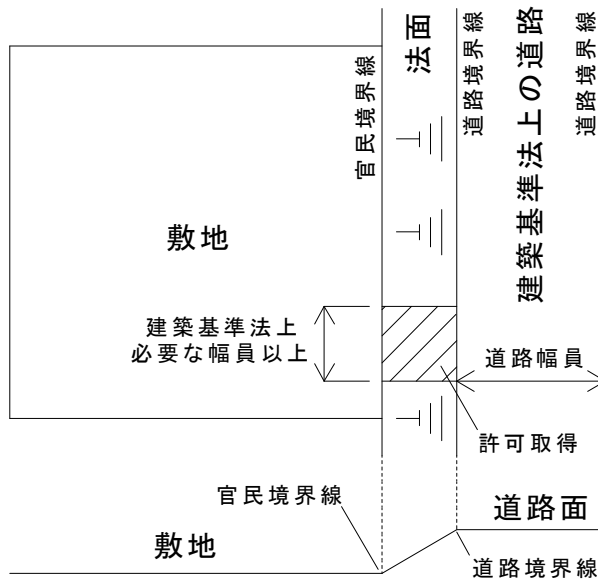 法面
官民境界線
道路境界線
建築基準法上の道路
道路境界線
敷地
建築基準法上
必要な幅員以上
道路幅員
許可取得
官民境界線
道路面
敷地
道路境界線